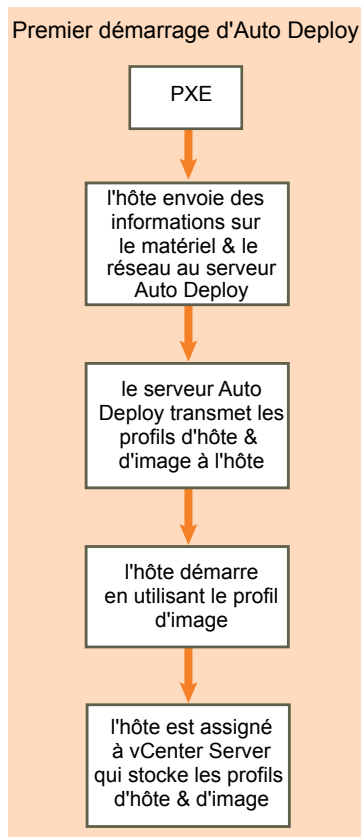 Premier démarrage d'Auto Deploy
PXE
l'hôte envoie des
informations sur
le matériel & le
réseau au serveur
Auto Deploy
le serveur Auto
Deploy transmet les
profils d'hôte &
d'image à l'hôte
l'hôte démarre
en utilisant le profil
d'image
l'hôte est assigné
à vCenter Server
qui stocke les profils
d'hôte & d'image